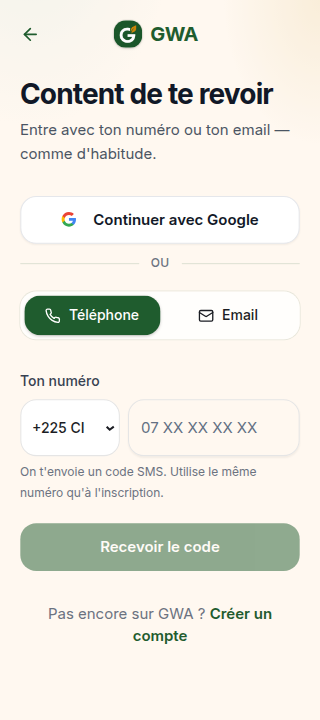 GWA
Content de te revoir
Entre avec ton numéro ou ton email —
comme d'habitude.
Continuer avec Google
OU
Téléphone
Email
Ton numéro
+225 CI
07 XX XX XX XX
On t'envoie un code SMS. Utilise le même
numéro qu'à l'inscription.
Recevoir le code
Pas encore sur GWA ? Créer un
compte